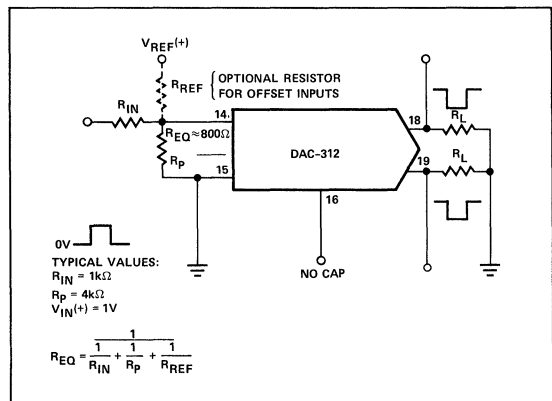 VREF(+)
RREF
OPTIONAL RESISTOR
FOR OFFSET INPUTS
RIN
14
REQ≈800Ω
RP
15
DAC-312
16
NO CAP
18
RL
19
RL
0V
TYPICAL VALUES:
RIN = 1kΩ
RP = 4kΩ
VIN(+) = 1V
REQ = 1 / (1/RIN + 1/RP + 1/RREF)